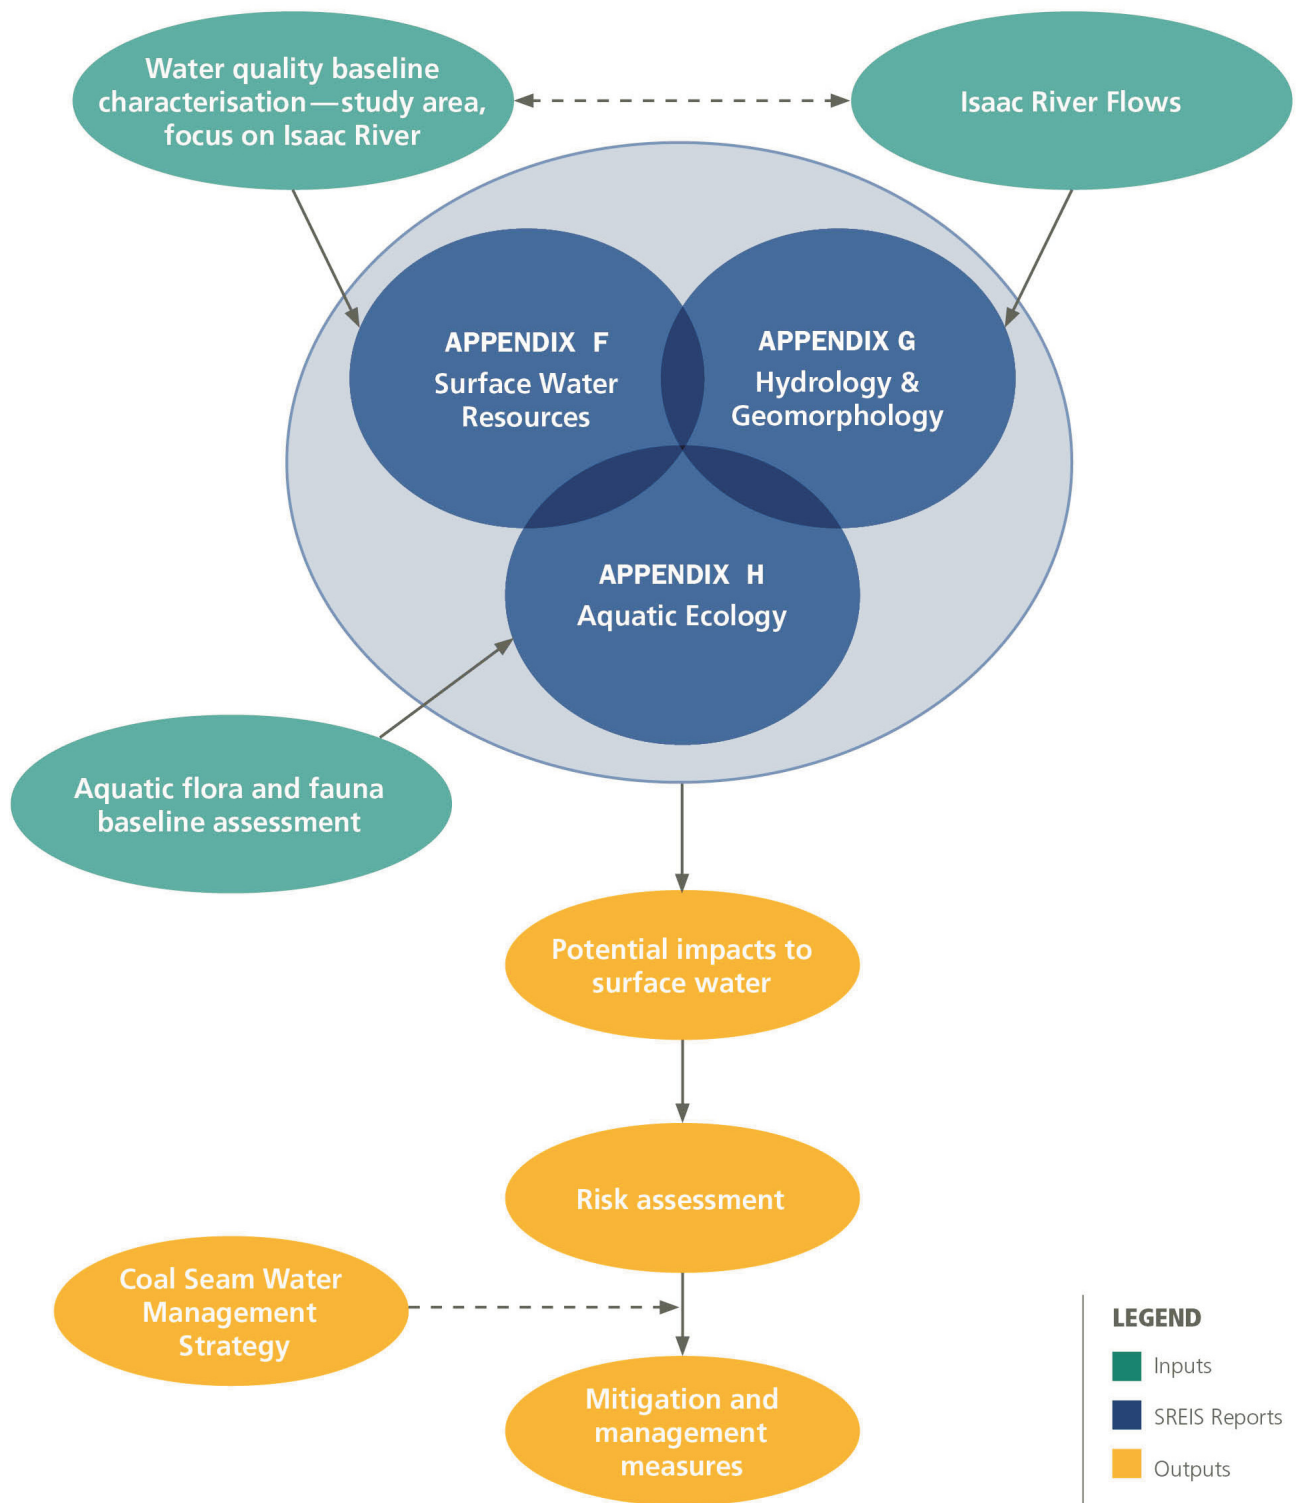 Water quality baseline
characterisation—study area,
focus on Isaac River
Isaac River Flows
APPENDIX F
Surface Water
Resources
APPENDIX G
Hydrology &
Geomorphology
APPENDIX H
Aquatic Ecology
Aquatic flora and fauna
baseline assessment
Potential impacts to
surface water
Risk assessment
Coal Seam Water
Management
Strategy
Mitigation and
management
measures
LEGEND
Inputs
SREIS Reports
Outputs